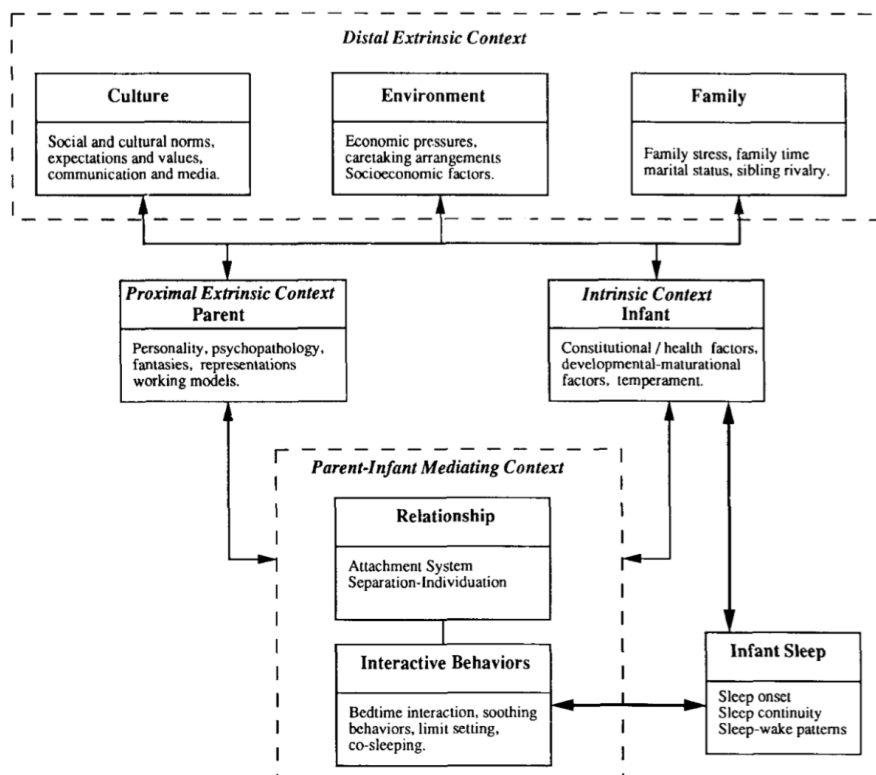 Distal Extrinsic Context
Culture
Social and cultural norms,
expectations and values,
communication and media.
Environment
Economic pressures,
caretaking arrangements
Socioeconomic factors.
Family
Family stress, family time
marital status, sibling rivalry.
Proximal Extrinsic Context
Parent
Personality, psychopathology,
fantasies, representations
working models.
Intrinsic Context
Infant
Constitutional / health factors,
developmental-maturational
factors, temperament.
Parent-Infant Mediating Context
Relationship
Attachment System
Separation-Individuation
Interactive Behaviors
Bedtime interaction, soothing
behaviors, limit setting,
co-sleeping.
Infant Sleep
Sleep onset
Sleep continuity
Sleep-wake patterns